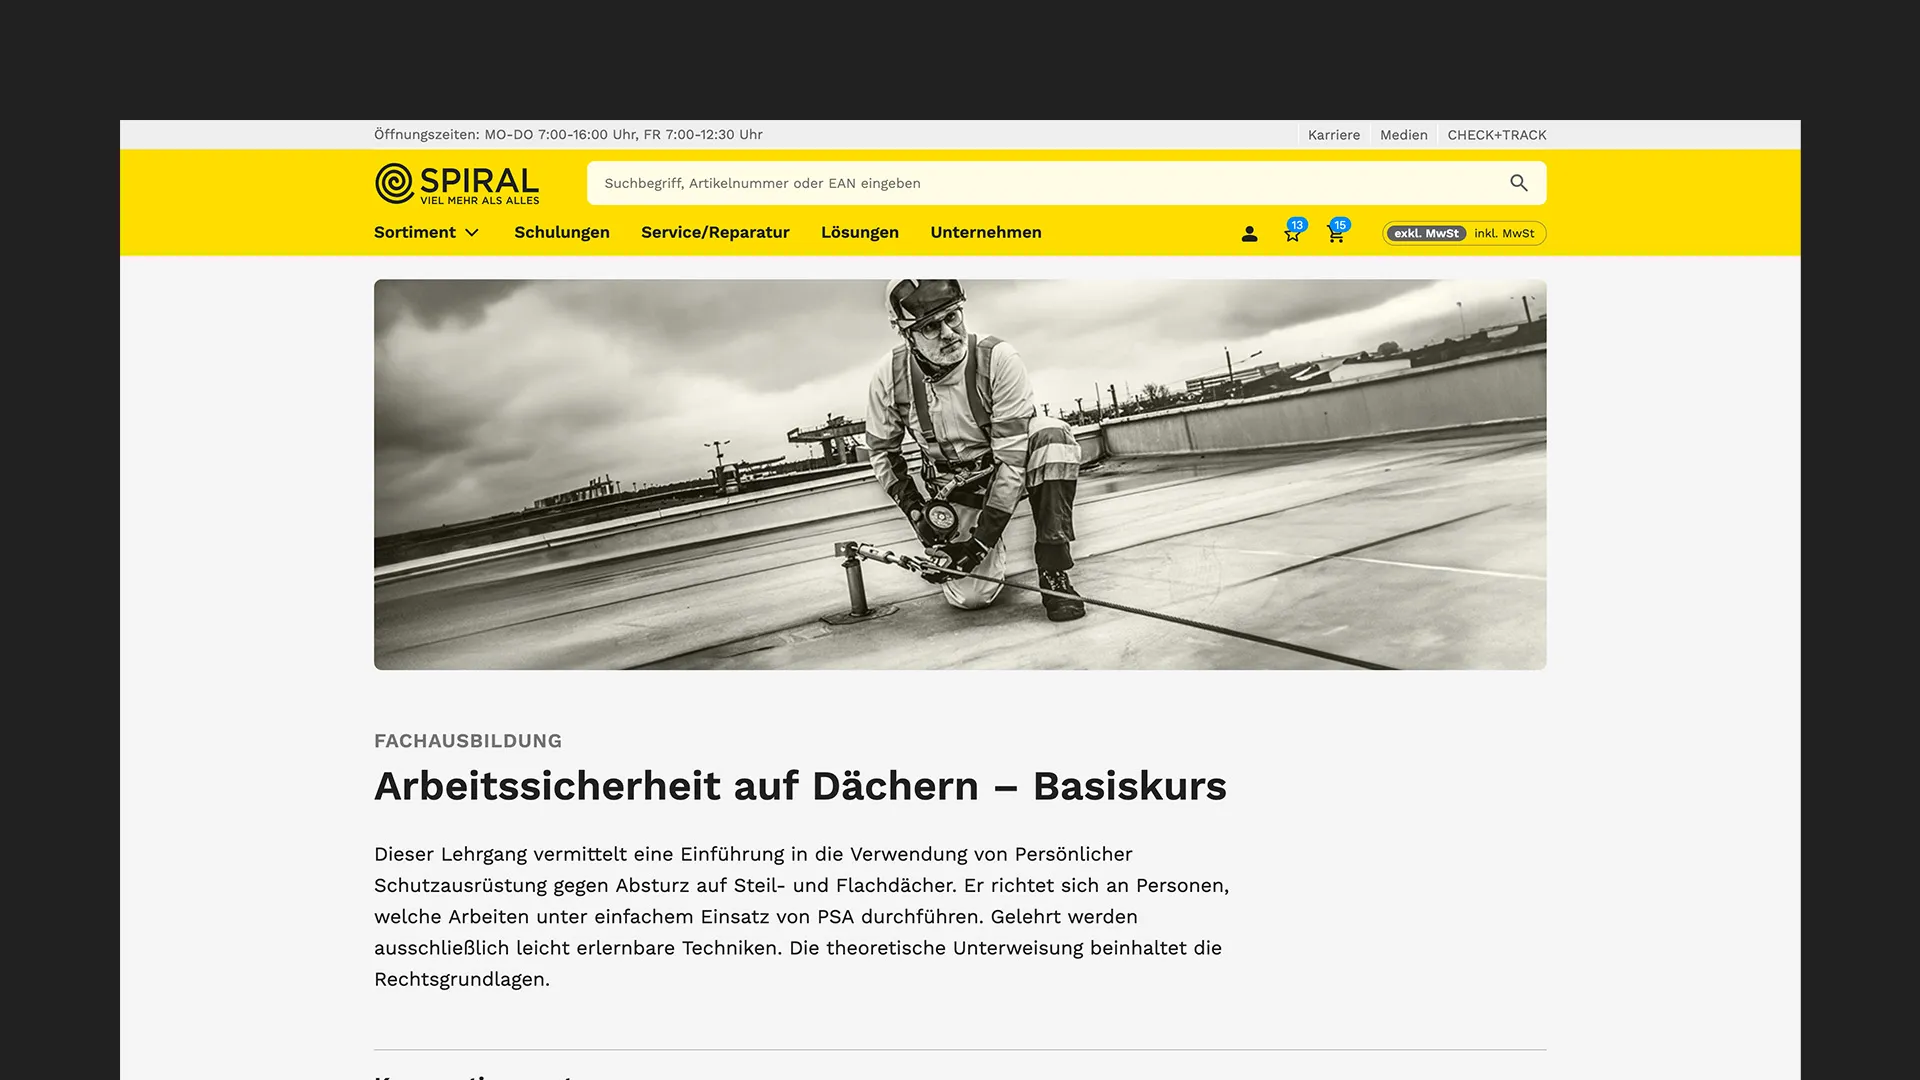 Öffnungszeiten: MO-DO 7:00-16:00 Uhr, FR 7:00-12:30 Uhr
Karriere
Medien
CHECK+TRACK
SPIRAL
VIEL MEHR ALS ALLES
Suchbegriff, Artikelnummer oder EAN eingeben
Sortiment
Schulungen
Service/Reparatur
Lösungen
Unternehmen
13
15
exkl. MwSt
inkl. MwSt
FACHAUSBILDUNG
Arbeitssicherheit auf Dächern – Basiskurs
Dieser Lehrgang vermittelt eine Einführung in die Verwendung von Persönlicher
Schutzausrüstung gegen Absturz auf Steil- und Flachdächer. Er richtet sich an Personen,
welche Arbeiten unter einfachem Einsatz von PSA durchführen. Gelehrt werden
ausschließlich leicht erlernbare Techniken. Die theoretische Unterweisung beinhaltet die
Rechtsgrundlagen.